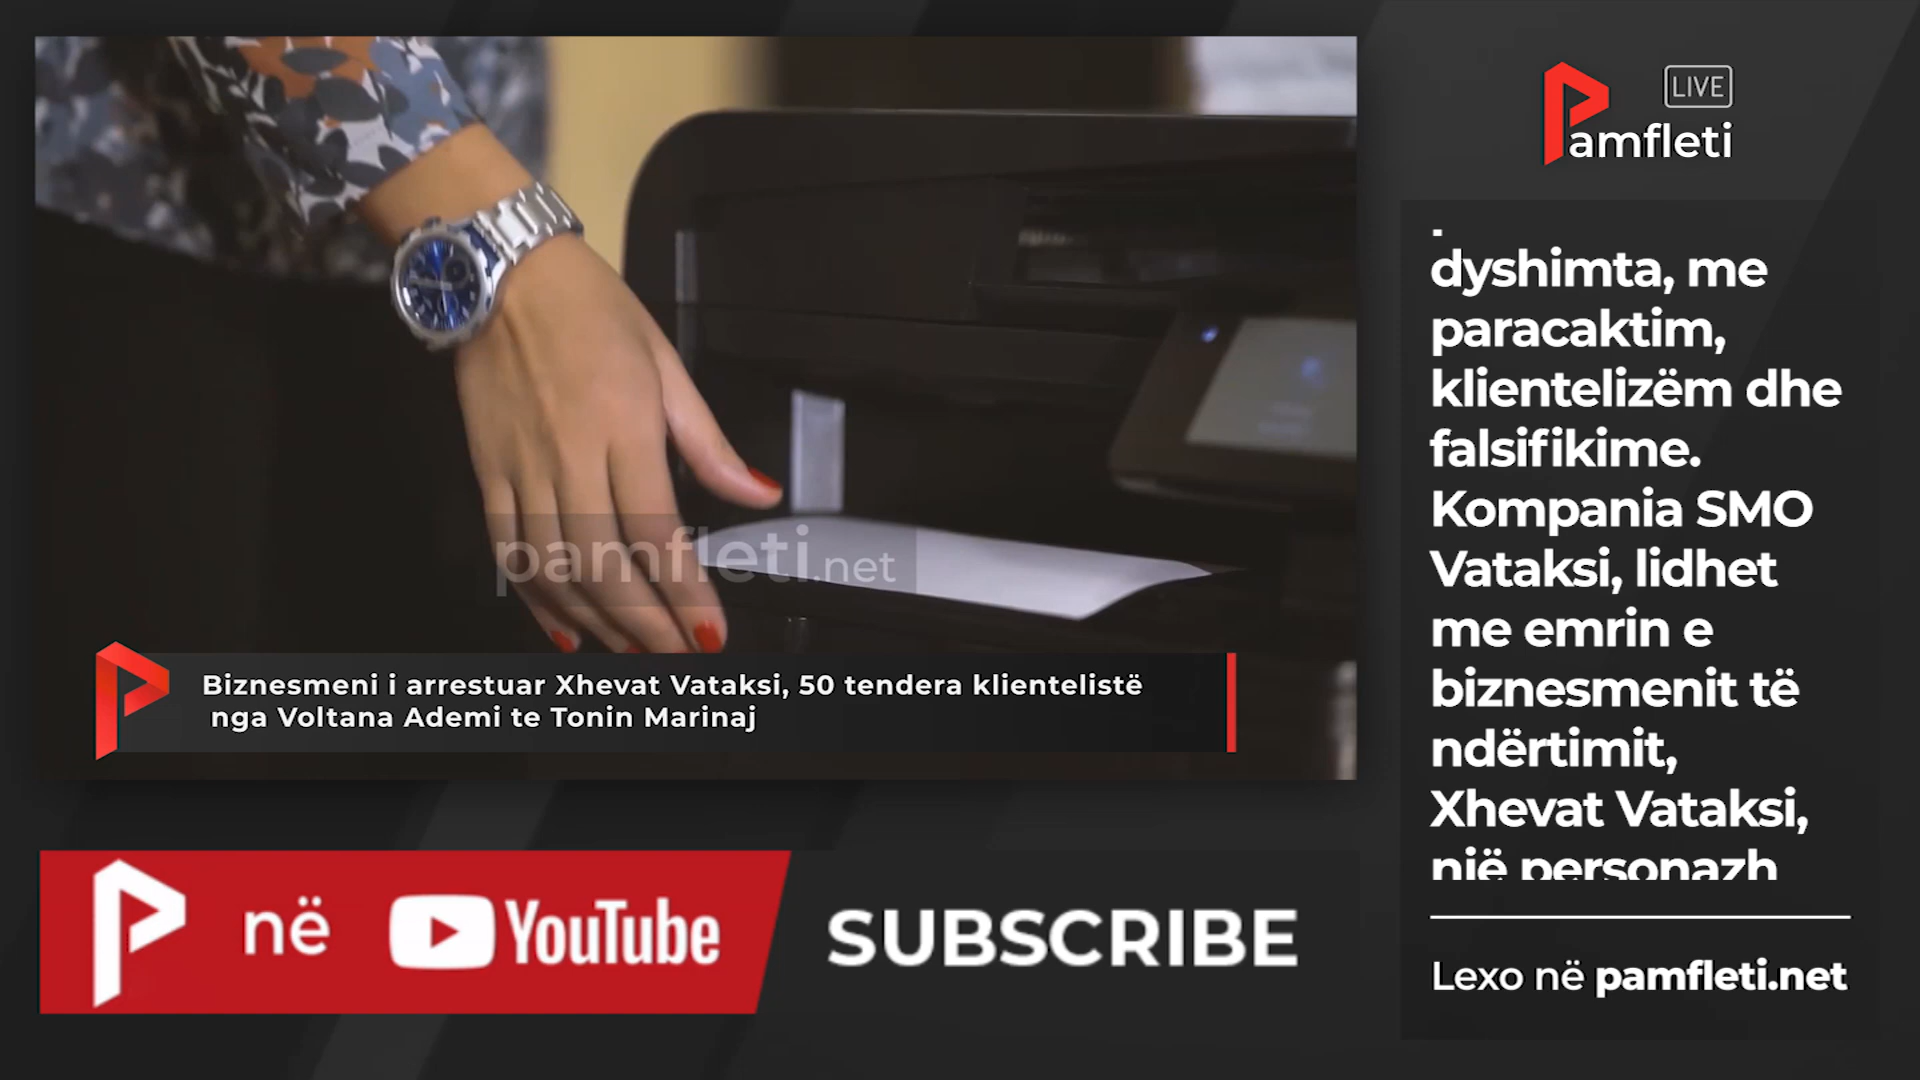 LIVE
Pamfleti
dyshimta, me
paracaktim,
klientelizëm dhe
falsifikime.
Kompania SMO
Vataksi, lidhet
me emrin e
biznesmenit të
ndërtimit,
Xhevat Vataksi,
një personazh
Lexo në pamfleti.net
pamfleti.net
Biznesmeni i arrestuar Xhevat Vataksi, 50 tendera klientelistë
nga Voltana Ademi te Tonin Marinaj
P në YouTube
SUBSCRIBE